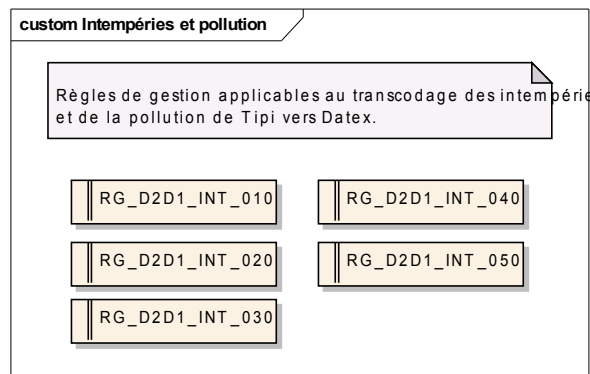 custom Intempéries et pollution
Règles de gestion applicables au transcodage des intempérie
et de la pollution de Tipi vers Datex.
RG_D2D1_INT_010
RG_D2D1_INT_040
RG_D2D1_INT_020
RG_D2D1_INT_050
RG_D2D1_INT_030